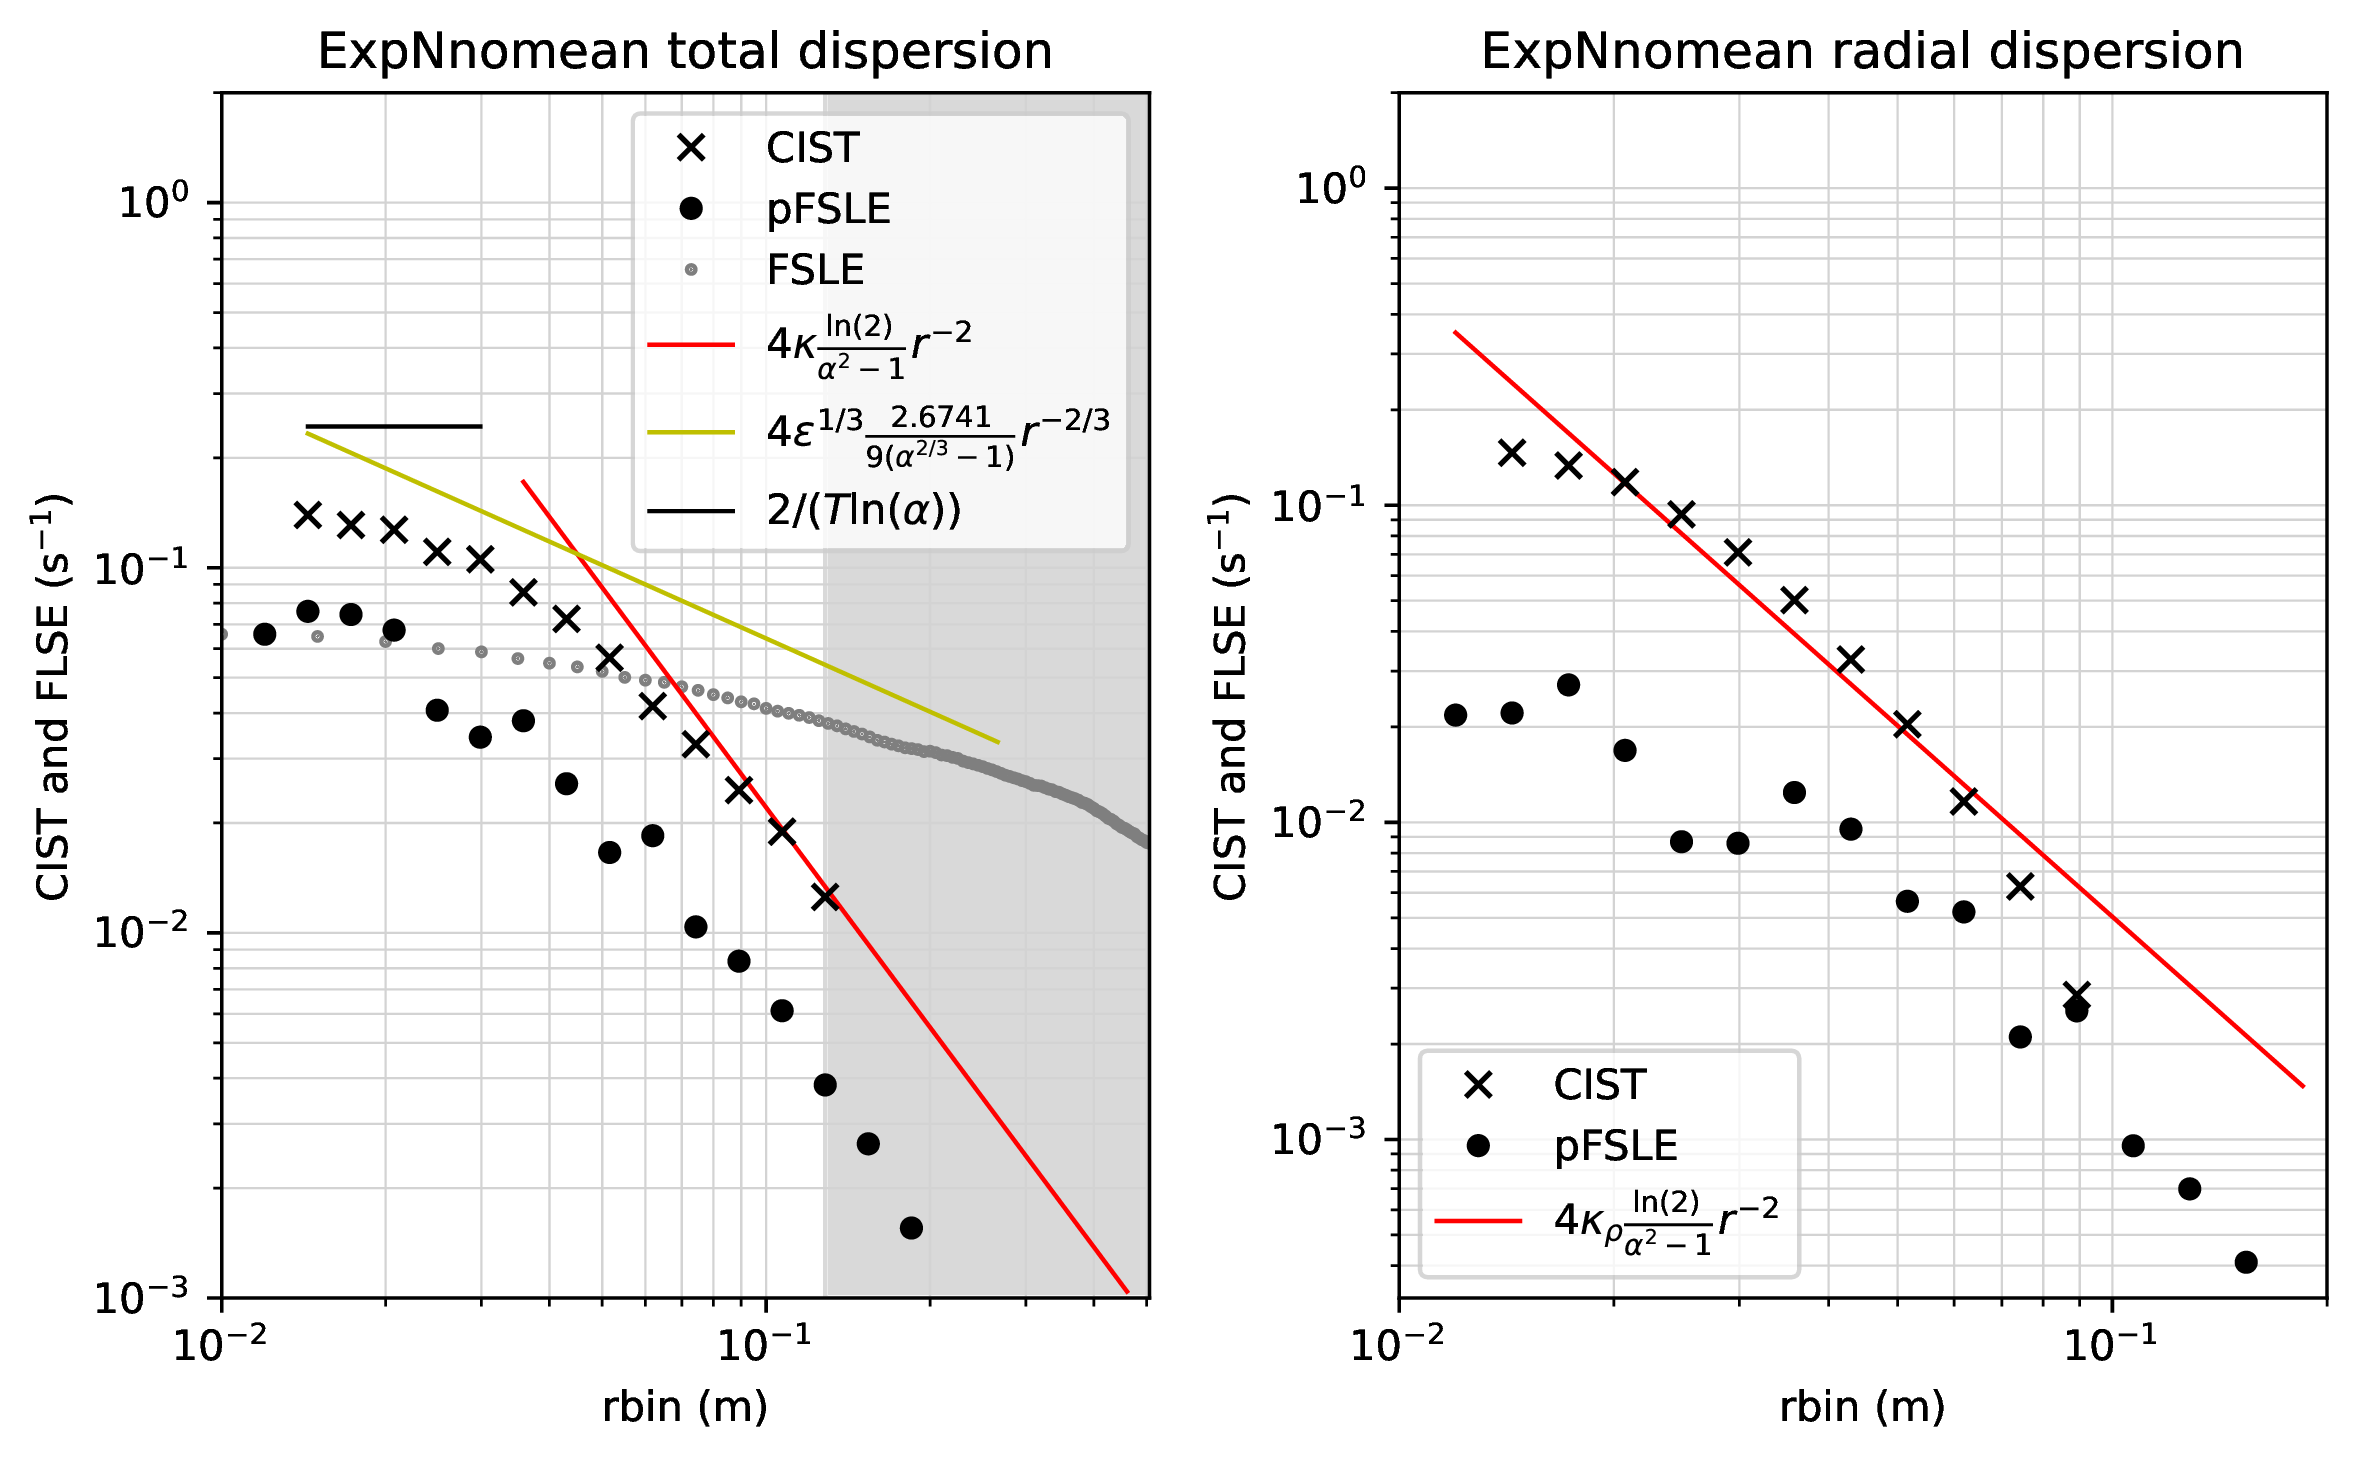 ExpNnomean total dispersion
CIST and FLSE (s⁻¹)
10⁰
10⁻¹
10⁻²
10⁻³
CIST
pFSLE
FSLE
4κ ln(2)/(α² − 1) r⁻²
4ε^{1/3} 2.6741/(9(α^{2/3} − 1)) r^{−2/3}
2/(Tln(α))
10⁻² 10⁻¹
rbin (m)
ExpNnomean radial dispersion
CIST and FLSE (s⁻¹)
10⁰
10⁻¹
10⁻²
10⁻³
CIST
pFSLE
4κ_ρ ln(2)/(α² − 1) r⁻²
10⁻² 10⁻¹
rbin (m)